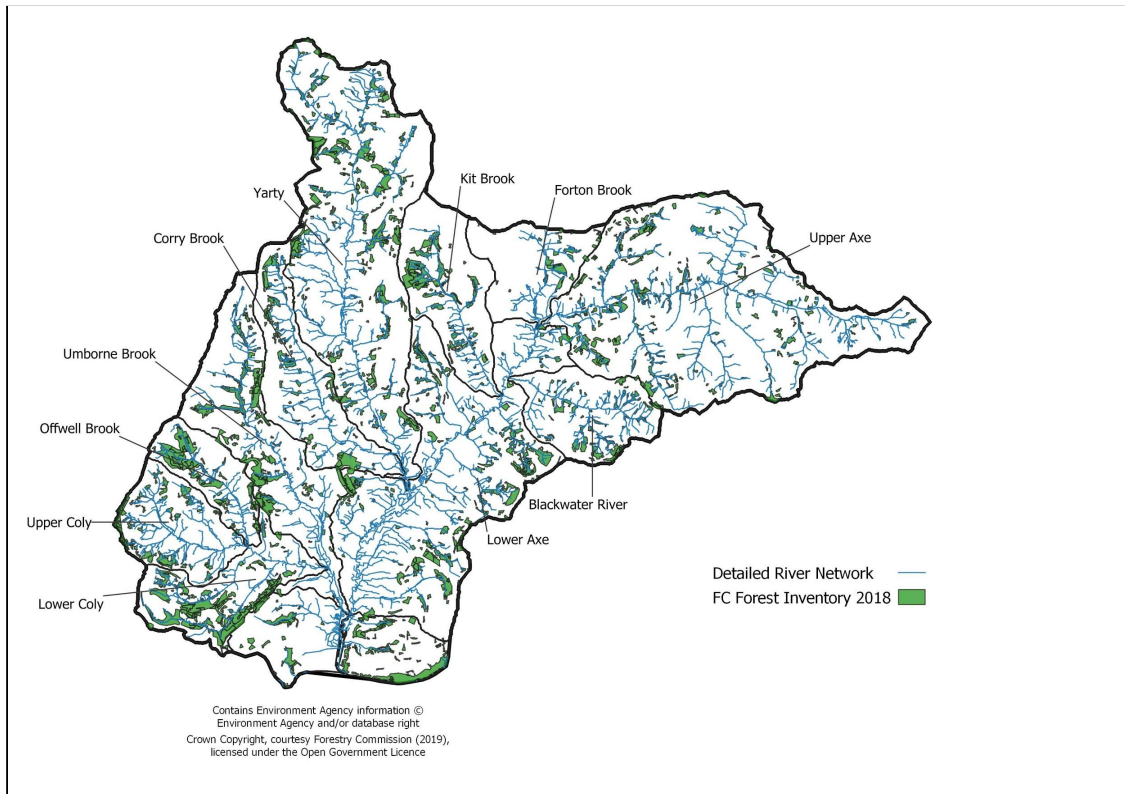 Kit Brook
Forton Brook
Yarty
Corry Brook
Upper Axe
Umborne Brook
Offwell Brook
Blackwater River
Upper Coly
Lower Axe
Detailed River Network
FC Forest Inventory 2018
Lower Coly
Contains Environment Agency information ©
Environment Agency and/or database right
Crown Copyright, courtesy Forestry Commission (2019),
licensed under the Open Government Licence